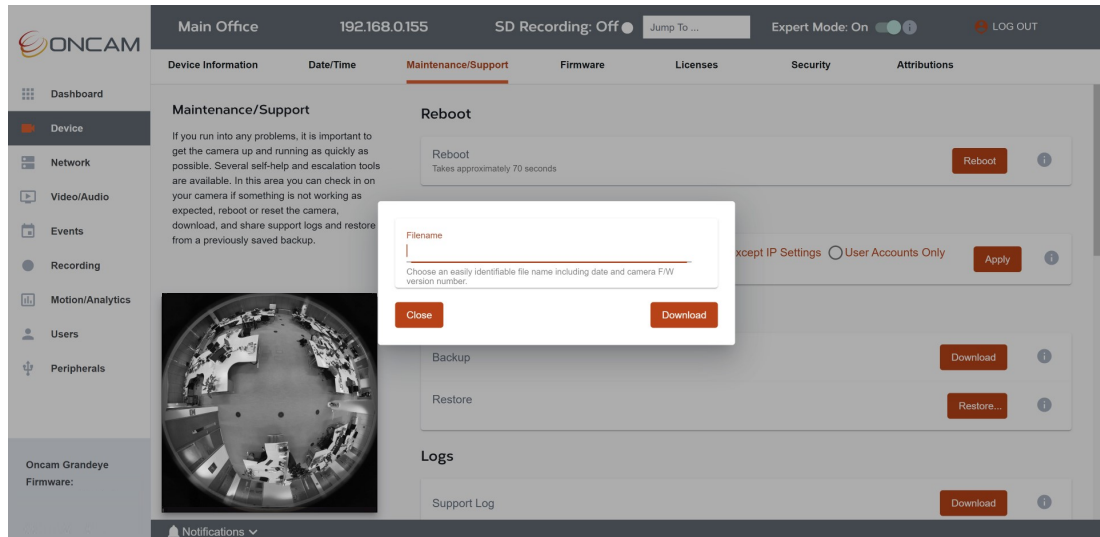 ONCAM
Main Office
192.168.0.155
SD Recording: Off
Jump To ...
Expert Mode: On
LOG OUT
Device Information
Date/Time
Maintenance/Support
Firmware
Licenses
Security
Attributions
Dashboard
Device
Network
Video/Audio
Events
Recording
Motion/Analytics
Users
Peripherals
Oncam Grandeye
Firmware:
Maintenance/Support
If you run into any problems, it is important to
get the camera up and running as quickly as
possible. Several self-help and escalation tools
are available. In this area you can check in on
your camera if something is not working as
expected, reboot or reset the camera,
download, and share support logs and restore
from a previously saved backup.
Reboot
Reboot
Takes approximately 70 seconds
Reboot
xcept IP Settings
User Accounts Only
Apply
Filename
Choose an easily identifiable file name including date and camera F/W
version number.
Close
Download
Backup
Download
Restore
Restore...
Logs
Support Log
Download
Notifications